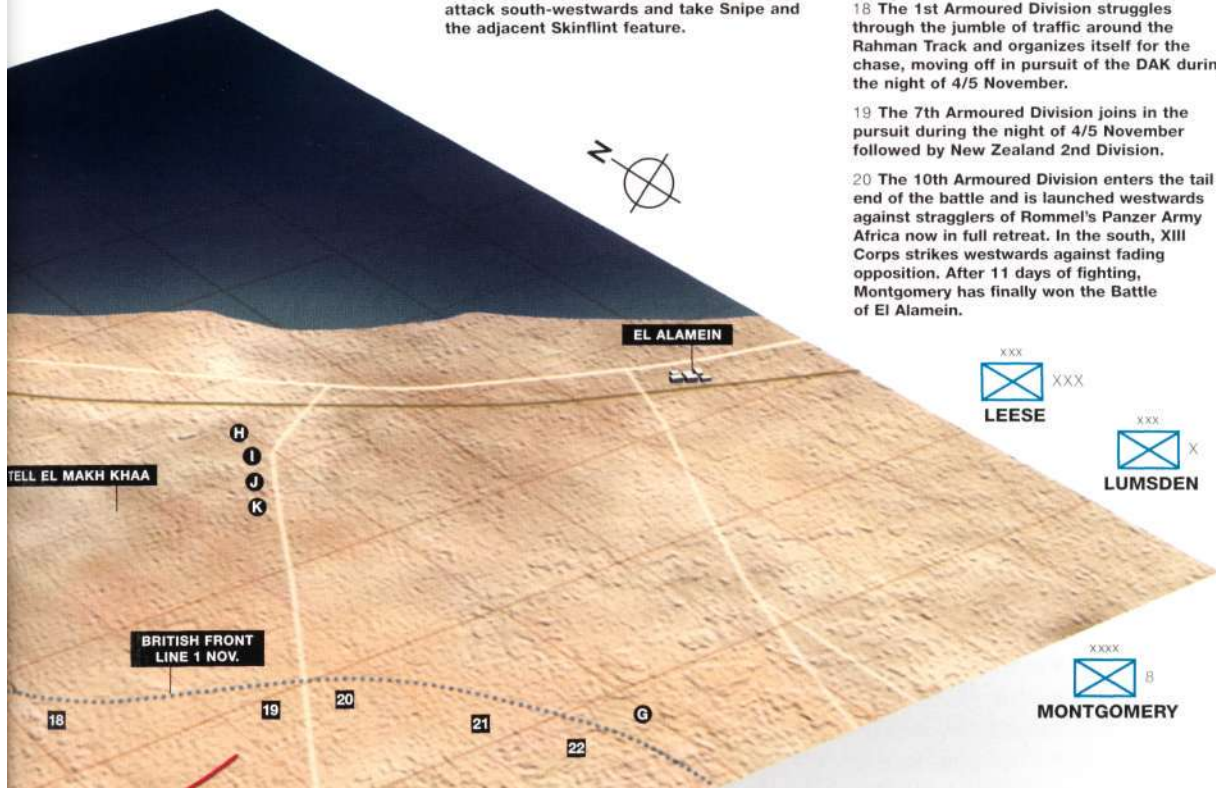 attack south-westwards and take Snipe and
the adjacent Skinflint feature.
18 The 1st Armoured Division struggles
through the jumble of traffic around the
Rahman Track and organizes itself for the
chase, moving off in pursuit of the DAK durin
the night of 4/5 November.
19 The 7th Armoured Division joins in the
pursuit during the night of 4/5 November
followed by New Zealand 2nd Division.
20 The 10th Armoured Division enters the tail
end of the battle and is launched westwards
against stragglers of Rommel's Panzer Army
Africa now in full retreat. In the south, XIII
Corps strikes westwards against fading
opposition. After 11 days of fighting,
Montgomery has finally won the Battle
of El Alamein.
N
EL ALAMEIN
XXX
XXX
LEESE
XXX
X
LUMSDEN
H
I
J
K
TELL EL MAKH KHAA
BRITISH FRONT
LINE 1 NOV.
XXXX
8
MONTGOMERY
18
19
20
21
22
G